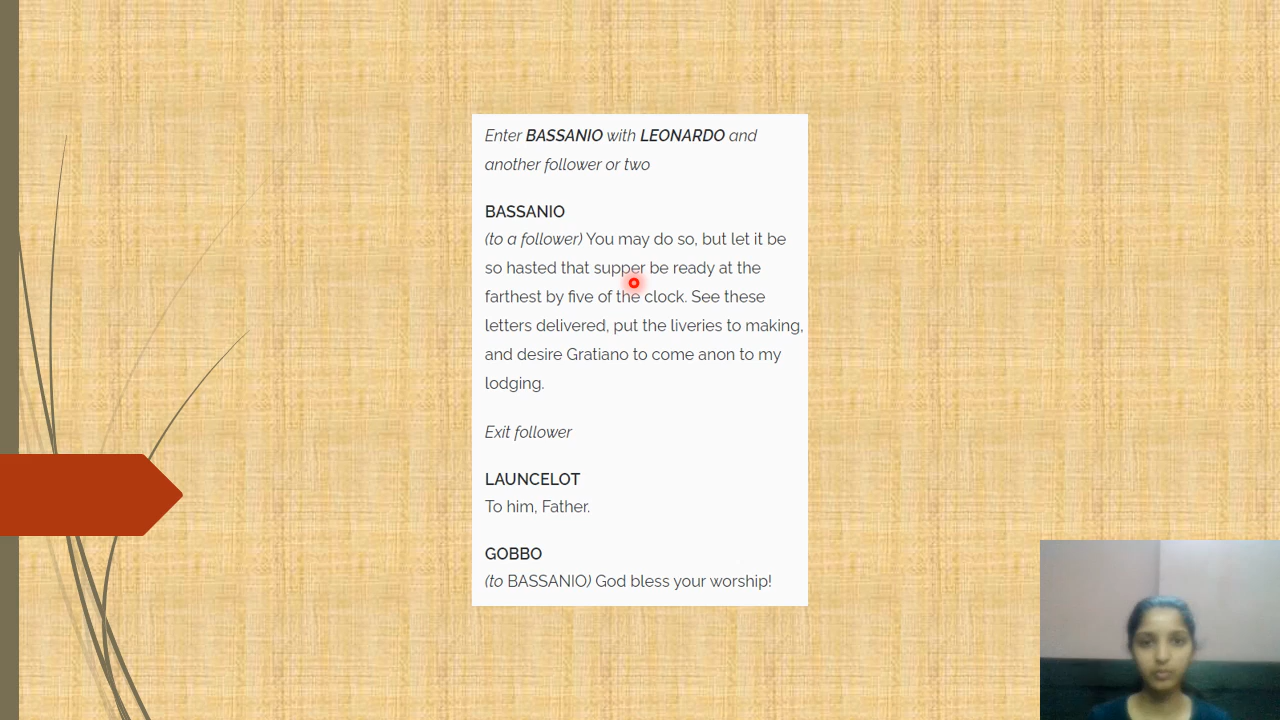 Enter BASSANIO with LEONARDO and
another follower or two
BASSANIO
(to a follower) You may do so, but let it be
so hasted that supper be ready at the
farthest by five of the clock. See these
letters delivered, put the liveries to making,
and desire Gratiano to come anon to my
lodging.
Exit follower
LAUNCELOT
To him, Father.
GOBBO
(to BASSANIO) God bless your worship!